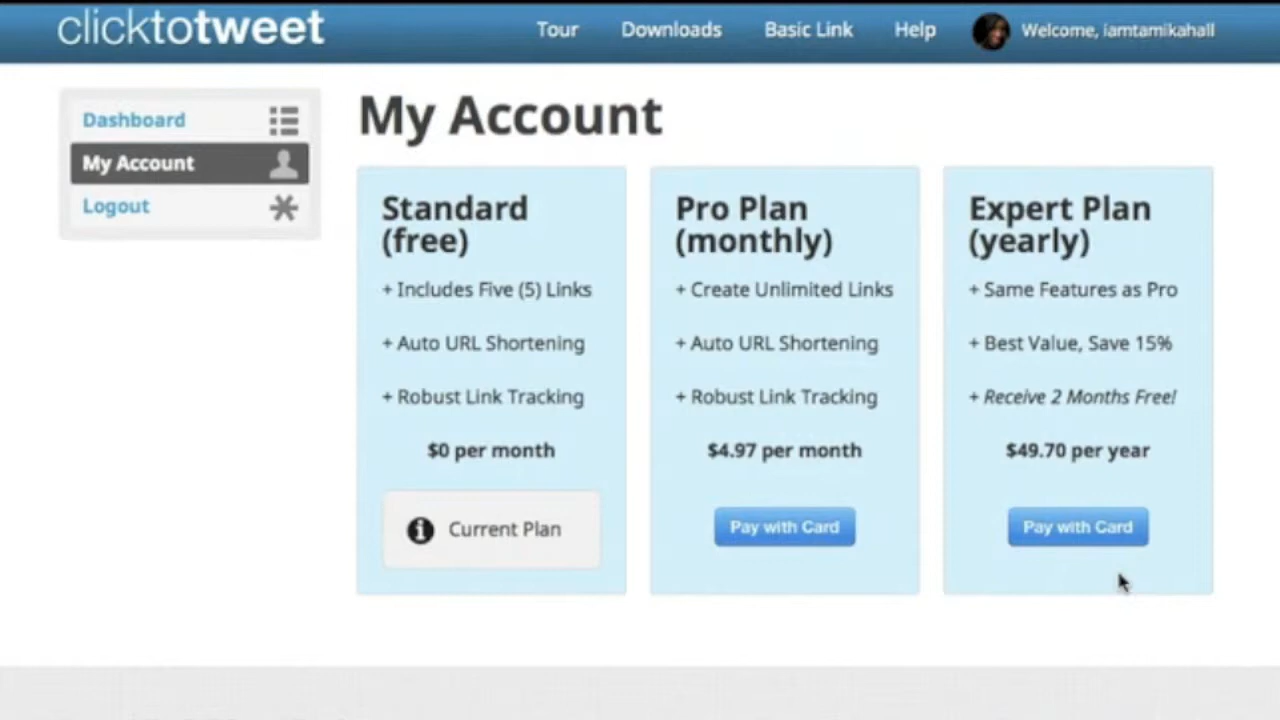 clicktotweet
Tour
Downloads
Basic Link
Help
Welcome, iamtamikahall
Dashboard
My Account
Logout
My Account
Standard
(free)
+ Includes Five (5) Links
+ Auto URL Shortening
+ Robust Link Tracking
$0 per month
Current Plan
Pro Plan
(monthly)
+ Create Unlimited Links
+ Auto URL Shortening
+ Robust Link Tracking
$4.97 per month
Pay with Card
Expert Plan
(yearly)
+ Same Features as Pro
+ Best Value, Save 15%
+ Receive 2 Months Free!
$49.70 per year
Pay with Card